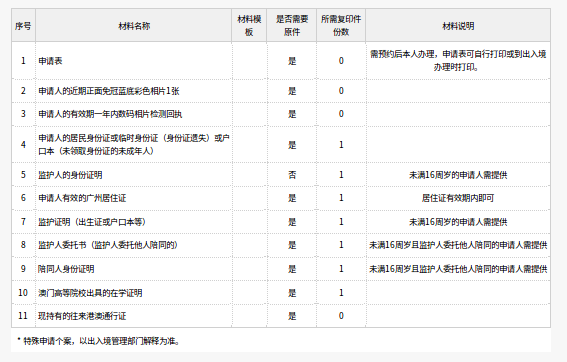 序号 材料名称 材料模板 是否需要原件 所需复印件份数 材料说明
1 申请表 是 0 需预约后本人办理，申请表可自行打印或到出入境办理时打印。
2 申请人的近期正面免冠蓝底彩色相片1张 是 0
3 申请人的有效期一年内数码相片检测回执 是 0
4 申请人的居民身份证或临时身份证（身份证遗失）或户口本（未领取身份证的未成年人） 是 1
5 监护人的身份证明 否 1 未满16周岁的申请人需提供
6 申请人有效的广州居住证 是 1 居住证有效期内即可
7 监护证明（出生证或户口本等） 是 1 未满16周岁的申请人需提供
8 监护人委托书（监护人委托他人陪同的） 是 1 未满16周岁且监护人委托他人陪同的申请人需提供
9 陪同人身份证明 是 1 未满16周岁且监护人委托他人陪同的申请人需提供
10 澳门高等院校出具的在学证明 是 1
11 现持有的往来港澳通行证 是 0
* 特殊申请个案，以出入境管理部门解释为准。